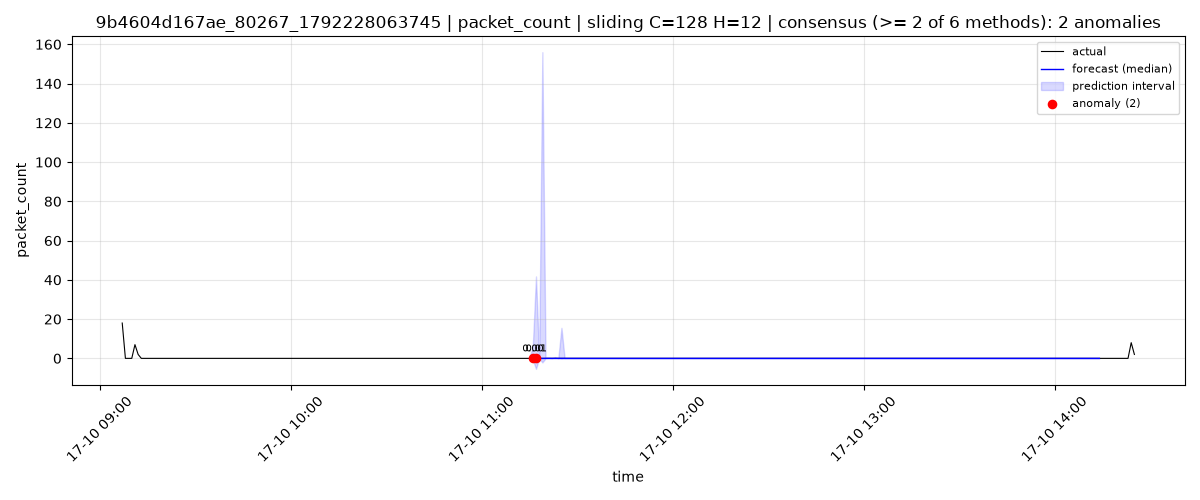 9b4604d167ae_80267_1792228063745 | packet_count | sliding C=128 H=12 | consensus (>= 2 of 6 methods): 2 anomalies
actual
forecast (median)
prediction interval
anomaly (2)
packet_count
160
140
120
100
80
60
40
20
0
17-10 09:00
17-10 10:00
17-10 11:00
17-10 12:00
17-10 13:00
17-10 14:00
time